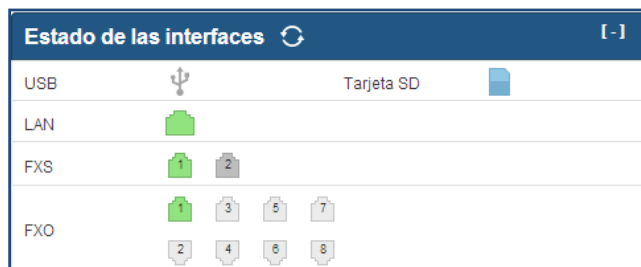 Estado de las interfaces [-]
USB Tarjeta SD
LAN
FXS 1 2
1 3 5 7
FXO
2 4 6 8